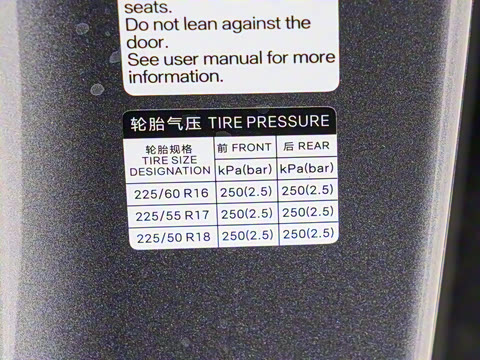 seats.
Do not lean against the
door.
See user manual for more
information.
轮胎气压 TIRE PRESSURE
轮胎规格 TIRE SIZE DESIGNATION 前 FRONT 后 REAR
kPa(bar) kPa(bar)
225/60 R16 250(2.5) 250(2.5)
225/55 R17 250(2.5) 250(2.5)
225/50 R18 250(2.5) 250(2.5)